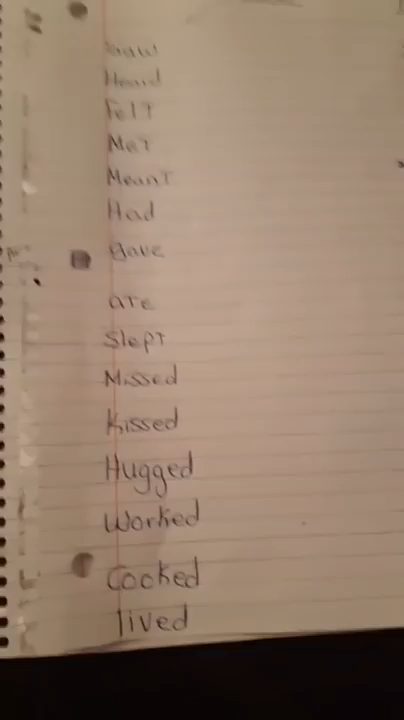 Saw
Heard
Felt
Met
Meant
Had
gave
ate
Slept
Missed
Kissed
Hugged
Worked
Cooked
lived